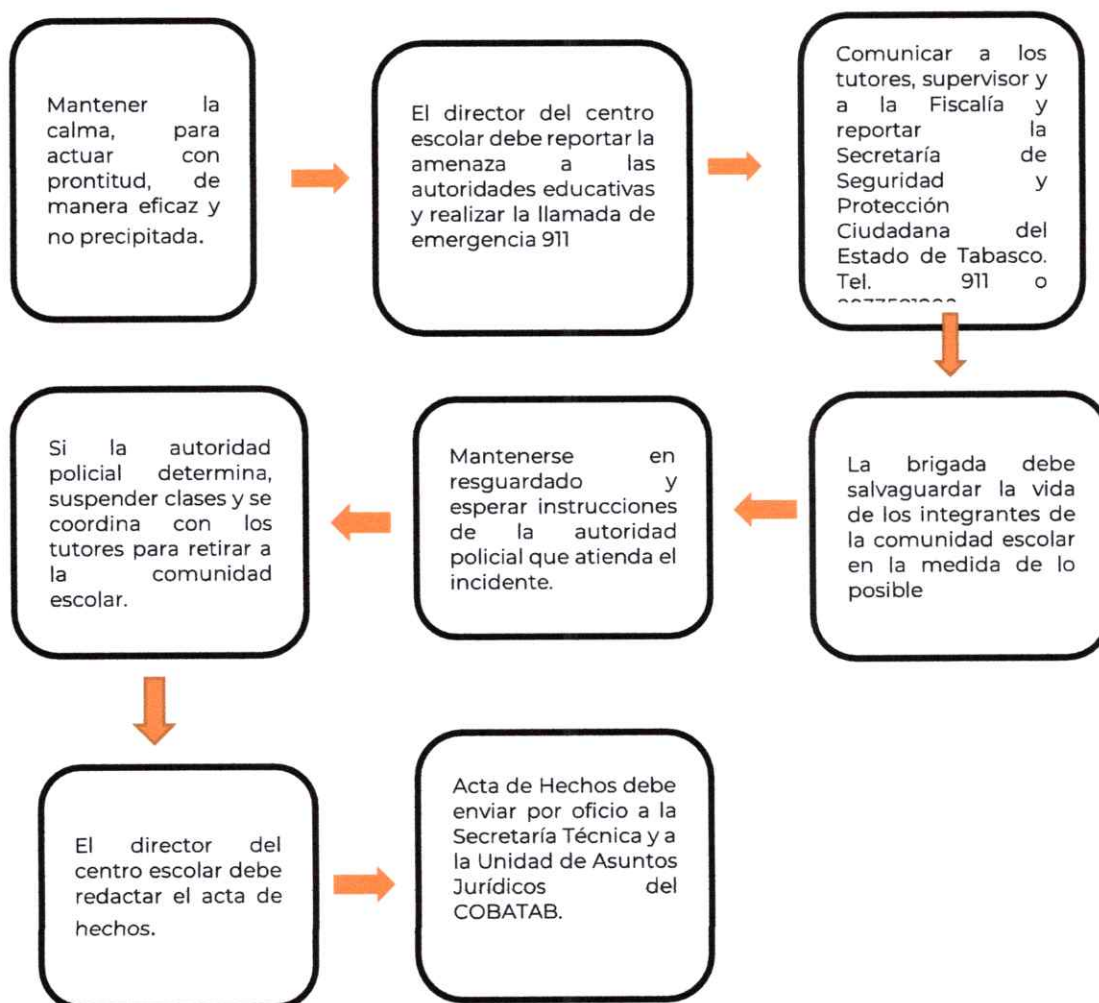 Mantener la
calma, para
actuar con
prontitud, de
manera eficaz y
no precipitada.
El director del centro
escolar debe reportar la
amenaza a las
autoridades educativas
y realizar la llamada de
emergencia 911
Comunicar a los
tutores, supervisor y
a la Fiscalía y
reportar la
Secretaría de
Seguridad y
Protección
Ciudadana del
Estado de Tabasco.
Tel. 911 o
La brigada debe
salvaguardar la vida
de los integrantes de
la comunidad escolar
en la medida de lo
posible
Mantenerse en
resguardado y
esperar instrucciones
de la autoridad
policial que atienda el
incidente.
Si la autoridad
policial determina,
suspender clases y se
coordina con los
tutores para retirar a
la comunidad
escolar.
El director del
centro escolar debe
redactar el acta de
hechos.
Acta de Hechos debe
enviar por oficio a la
Secretaría Técnica y a
la Unidad de Asuntos
Jurídicos del
COBATAB.